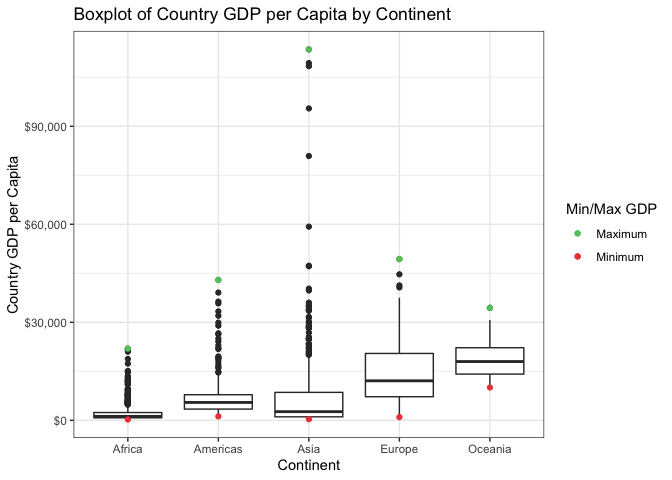 Boxplot of Country GDP per Capita by Continent
Country GDP per Capita
$90,000
$60,000
$30,000
$0
Africa
Americas
Asia
Europe
Oceania
Continent
Min/Max GDP
Maximum
Minimum